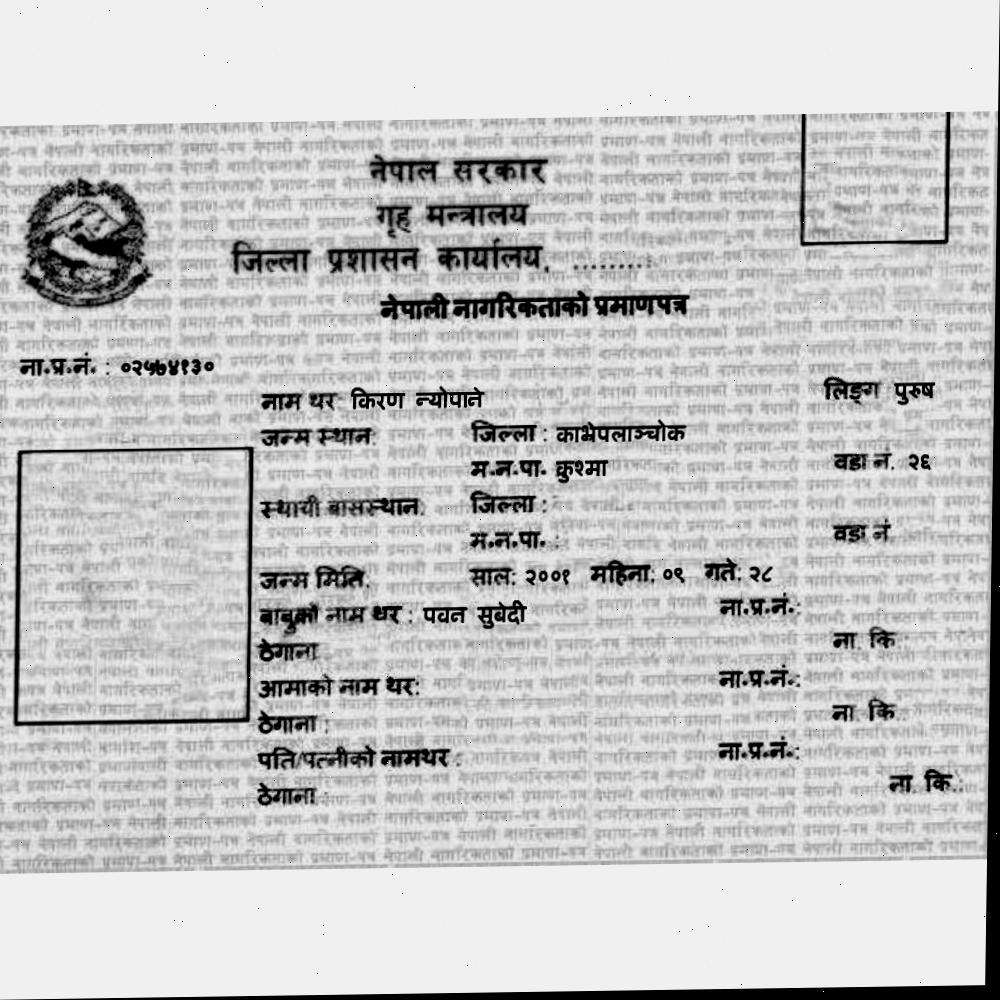 नेपाल सरकार
गृह मन्त्रालय
जिल्ला प्रशासन कार्यालय, .........
नेपाली नागरिकताको प्रमाणपत्र
ना.प्र.नं. : ०२५७४१३०
नाम थर: किरण न्योपाने लिङ्ग पुरुष
जन्म स्थान: जिल्ला : काभ्रेपलाञ्चोक
म.न.पा. कुश्मा वडा नं. २६
स्थायी बासस्थान: जिल्ला :
म.न.पा. : वडा नं
जन्म मिति: साल: २००१ महिना: ०९ गते: २८
बाबुको नाम थर : पवन सुबेदी ना.प्र.नं.:
ठेगाना : ना. कि.:
आमाको नाम थर: ना.प्र.नं.:
ठेगाना : ना. कि.:
पति/पत्नीको नामथर : ना.प्र.नं.:
ठेगाना : ना. कि.: